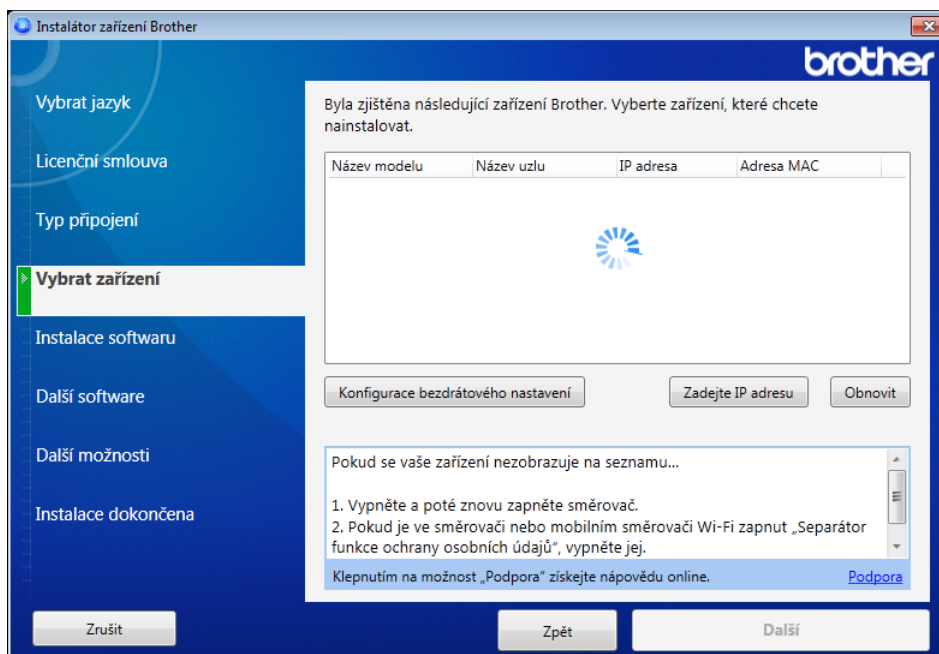 Instalátor zařízení Brother
brother
Vybrat jazyk
Licenční smlouva
Typ připojení
Vybrat zařízení
Instalace softwaru
Další software
Další možnosti
Instalace dokončena
Byla zjištěna následující zařízení Brother. Vyberte zařízení, které chcete
nainstalovat.
Název modelu Název uzlu IP adresa Adresa MAC
Konfigurace bezdrátového nastavení Zadejte IP adresu Obnovit
Pokud se vaše zařízení nezobrazuje na seznamu...
1. Vypněte a poté znovu zapněte směrovač.
2. Pokud je ve směrovači nebo mobilním směrovači Wi-Fi zapnut „Separátor
funkce ochrany osobních údajů“, vypněte jej.
Klepnutím na možnost „Podpora“ získejte nápovědu online. Podpora
Zrušit Zpět Další